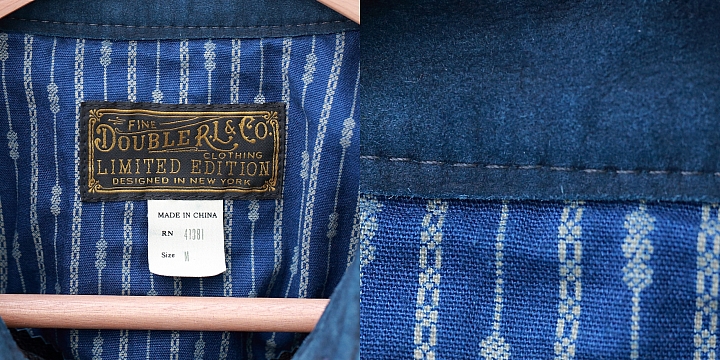 FINE
DOUBLE RL & CO.
CLOTHING
LIMITED EDITION
DESIGNED IN NEW YORK
MADE IN CHINA
RN 41381
Size M